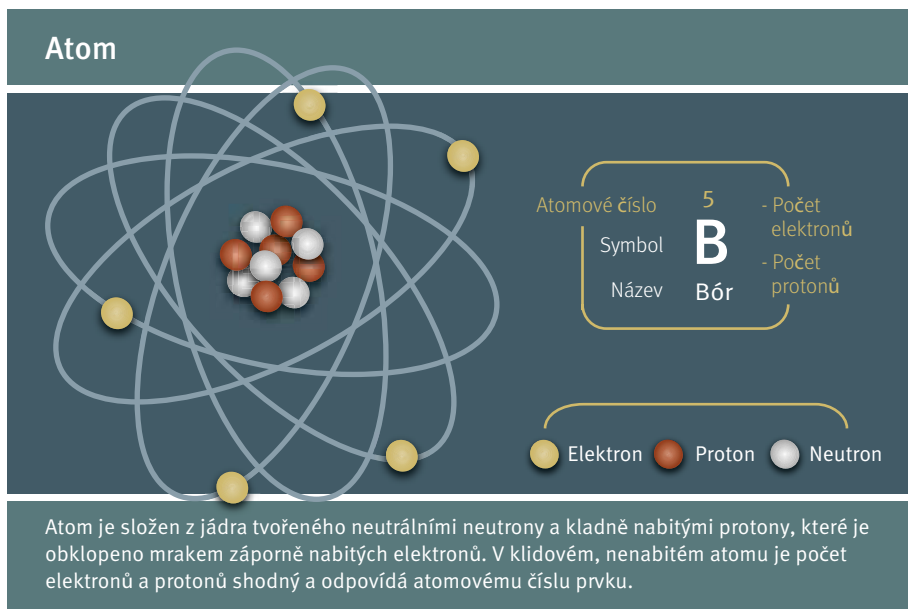 Atom
Atomové číslo
5
- Počet
elektronů
Symbol
B
- Počet
protonů
Název
Bór
Elektron
Proton
Neutron
Atom je složen z jádra tvořeného neutrálními neutrony a kladně nabitými protony, které je
obklopeno mrakem záporně nabitých elektronů. V klidovém, nenabitém atomu je počet
elektronů a protonů shodný a odpovídá atomovému číslu prvku.